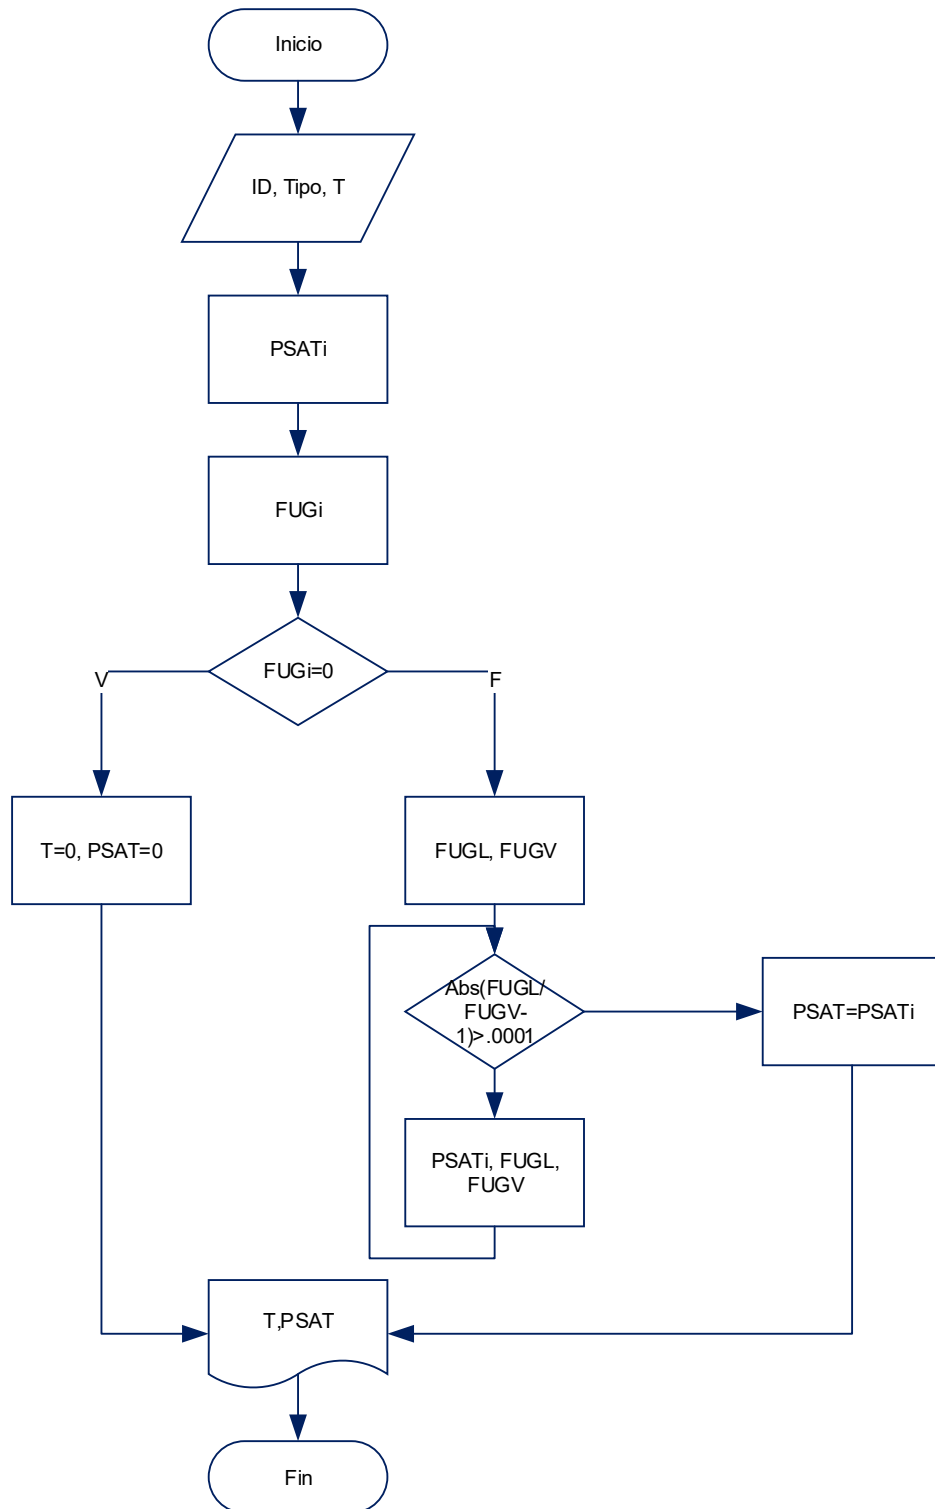 Inicio
ID, Tipo, T
PSATi
FUGi
FUGi=0
V
F
T=0, PSAT=0
FUGL, FUGV
Abs(FUGL/
FUGV-
1)>.0001
PSAT=PSATi
PSATi, FUGL,
FUGV
T,PSAT
Fin